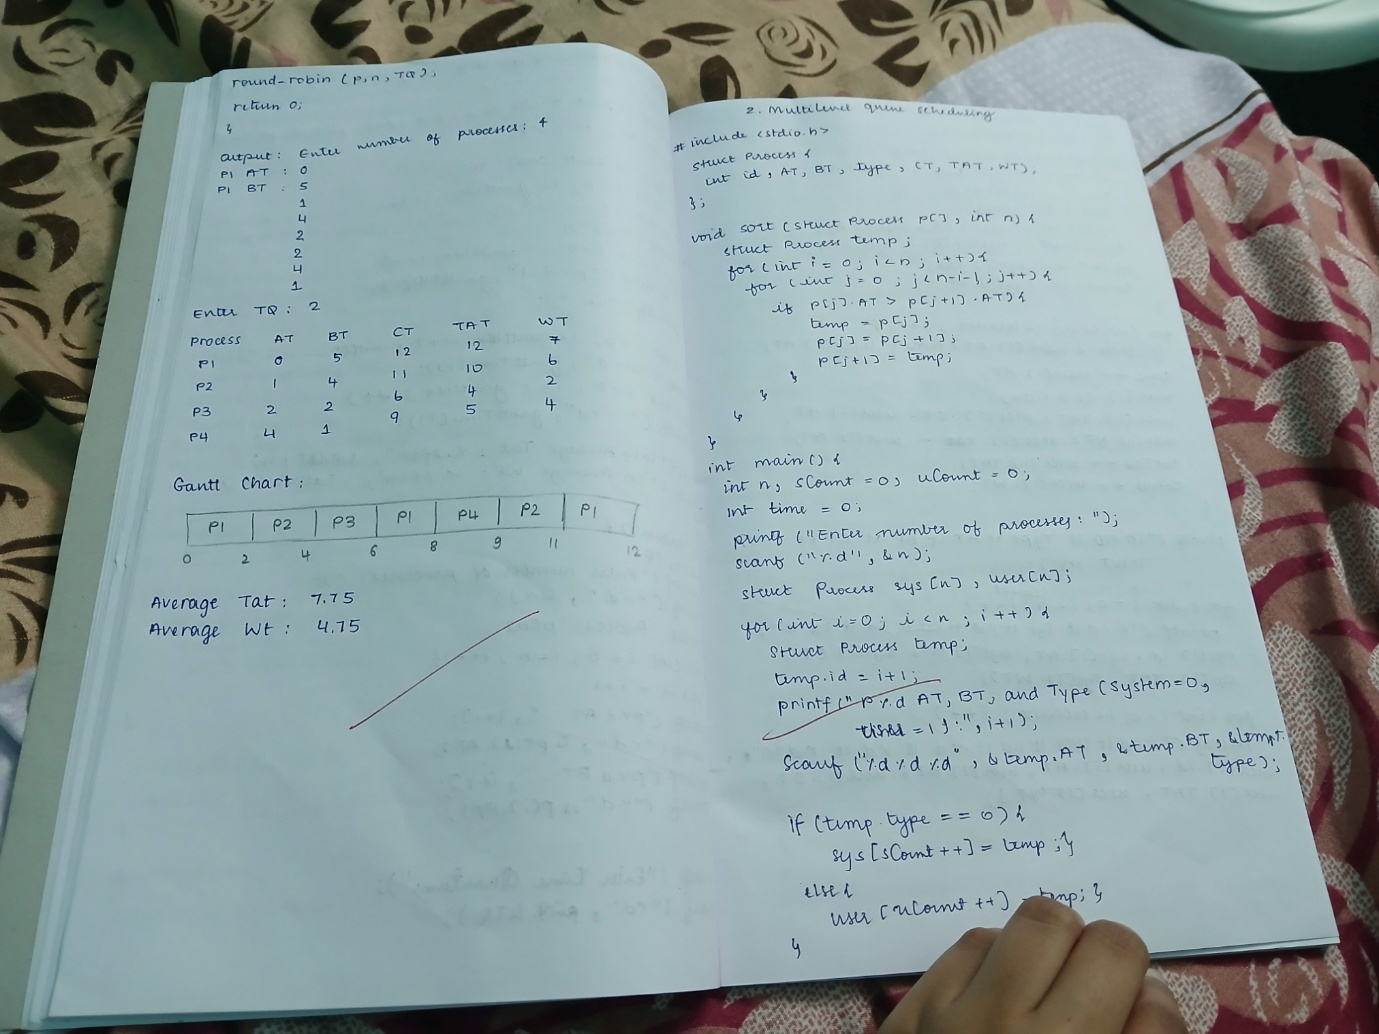 round-robin (p, n, TQ);
return 0;
}
Output: Enter number of processes: 4
P1 AT : 0
P1 BT : 5
1
4
2
2
4
1
Enter TQ : 2
Process AT BT CT TAT WT
P1 0 5 12 12 7
P2 1 4 11 10 6
P3 2 2 6 4 2
P4 4 1 9 5 4
Gantt Chart :
P1 P2 P3 P1 P4 P2 P1
0 2 4 6 8 9 11 12
Average Tat : 7.75
Average Wt : 4.75
2. Multilevel queue scheduling
# include <stdio.h>
struct Process {
int id, AT, BT, type, CT, TAT, WT);
};
void sort (struct Process p[], int n) {
struct Process temp;
for (int i = 0; i < n; i++) {
for (int j = 0; j < n-i-1; j++) {
if p[j].AT > p[j+1].AT) {
temp = p[j];
p[j] = p[j+1];
p[j+1] = temp;
}
}
}
}
int main() {
int n, sCount = 0, uCount = 0;
int time = 0;
printf ("Enter number of processes: ");
scanf ("%d", &n);
struct Process sys[n], user[n];
for (int i=0; i<n; i++) {
Struct Process temp;
temp.id = i+1;
printf (" P%d AT, BT, and Type (System=0,
= 1):", i+1);
Scanf ("%d %d %d", &temp.AT, &temp.BT, &temp.
type);
if (temp.type == 0) {
sys[sCount++] = temp;}
else {
user [uCount ++) = temp; }
}